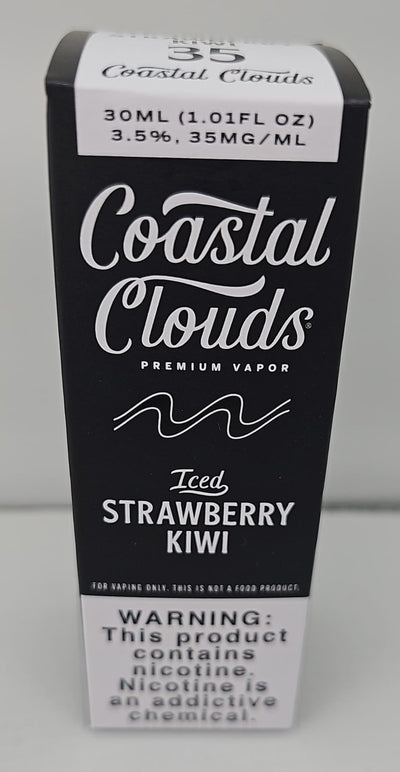 KIWI
35
Coastal Clouds
30ML (1.01FL OZ)
3.5%, 35MG/ML
Coastal
Clouds®
PREMIUM VAPOR
Iced
STRAWBERRY
KIWI
FOR VAPING ONLY. THIS IS NOT A FOOD PRODUCT.
WARNING:
This product
contains
nicotine.
Nicotine is
an addictive
chemical.